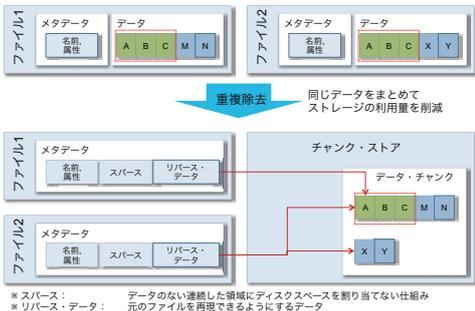 ファイル1
メタデータ
名前,
属性
データ
A B C M N
ファイル2
メタデータ
名前,
属性
データ
A B C X Y
重複除去
同じデータをまとめて
ストレージの利用量を削減
ファイル1
メタデータ
名前,
属性
スパース
リパース・
データ
ファイル2
メタデータ
名前,
属性
スパース
リパース・
データ
チャンク・ストア
データ・チャンク
A B C M N
X Y
※ スパース： データのない連続した領域にディスクスペースを割り当てない仕組み
※ リパース・データ： 元のファイルを再現できるようにするデータ